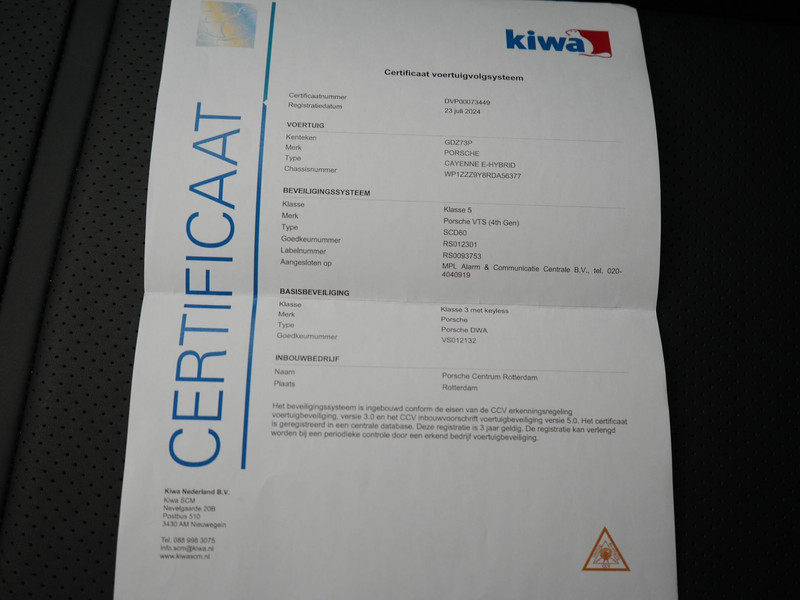 kiwa
Certificaat voertuigvolgsysteem
Certificaatnummer DVP00073449
Registratiedatum 23 juli 2024
VOERTUIG
Kenteken GDZ73P
Merk PORSCHE
Type CAYENNE E-HYBRID
Chassisnummer WP1ZZZ9Y8RDA56377
BEVEILIGINGSSYSTEEM
Klasse Klasse 5
Merk Porsche VTS (4th Gen)
Type SCD60
Goedkeurnummer RS012301
Labelnummer RS0093753
Aangesloten op MPL Alarm & Communicatie Centrale B.V., tel. 020-
4040919
BASISBEVEILIGING
Klasse Klasse 3 met keyless
Merk Porsche
Type Porsche DWA
Goedkeurnummer VS012132
INBOUWBEDRIJF
Naam Porsche Centrum Rotterdam
Plaats Rotterdam
Het beveiligingssysteem is ingebouwd conform de eisen van de CCV erkenningsregeling
voertuigbeveiliging, versie 3.0 en het CCV inbouwvoorschrift voertuigbeveiliging versie 5.0. Het certificaat
is geregistreerd in een centrale database. Deze registratie is 3 jaar geldig. De registratie kan verlengd
worden bij een periodieke controle door een erkend bedrijf voertuigbeveiliging.
CERTIFICAAT
Kiwa Nederland B.V.
Kiwa SCM
Nevelgaarde 20B
Postbus 510
3430 AM Nieuwegein
Tel. 088 998 3075
info.scm@kiwa.nl
www.kiwascm.nl